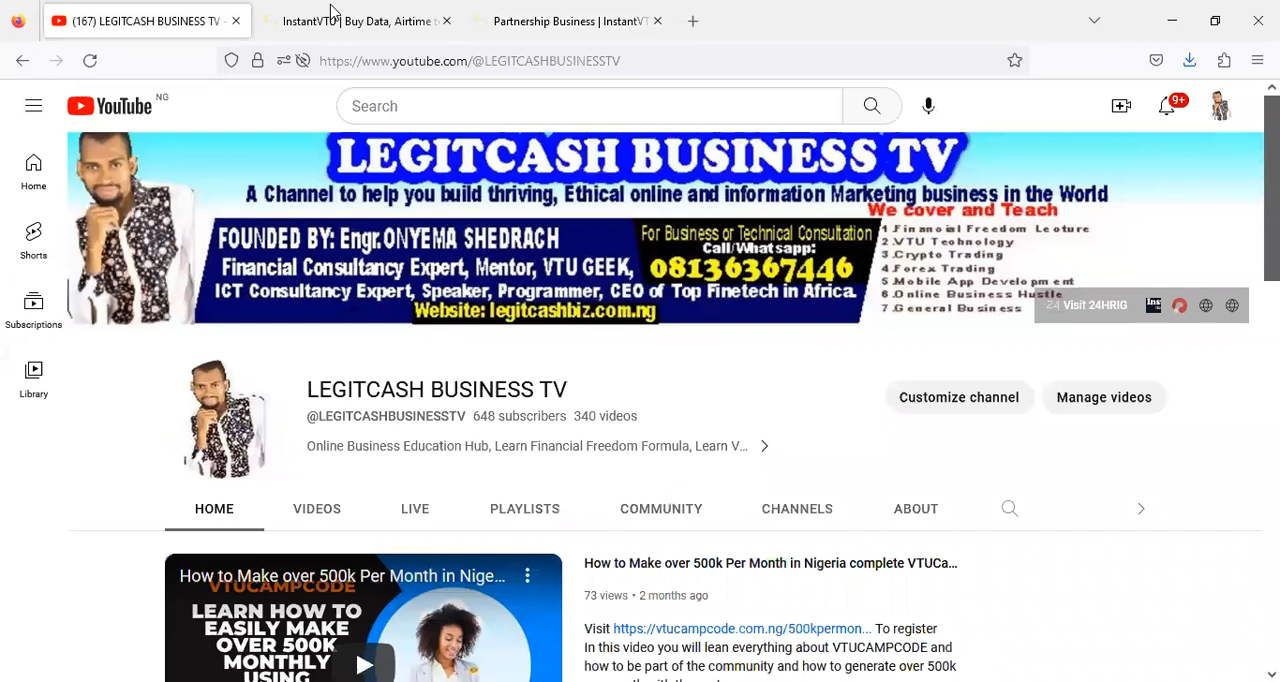 (167) LEGITCASH BUSINESS TV -
InstantVTU | Buy Data, Airtime to
Partnership Business | InstantVT
https://www.youtube.com/@LEGITCASHBUSINESSTV
YouTube NG
Search
9+
Home
Shorts
Subscriptions
Library
LEGITCASH BUSINESS TV
A Channel to help you build thriving, Ethical online and information Marketing business in the World
FOUNDED BY: Engr.ONYEMA SHEDRACH
Financial Consultancy Expert, Mentor, VTU GEEK,
ICT Consultancy Expert, Speaker, Programmer, CEO of Top Finetech in Africa.
Website: legitcashbiz.com.ng
For Business or Technical Consultation
Call/Whatsapp:
08136367446
We cover and Teach
1.Financial Freedom Leoture
2.VTU Technology
3.Crypto Trading
4.Forex Trading
5.Mobile App Development
6.Online Business Hustle
7.General Business
24 Visit 24HRIG
LEGITCASH BUSINESS TV
@LEGITCASHBUSINESSTV 648 subscribers 340 videos
Online Business Education Hub, Learn Financial Freedom Formula, Learn V...
Customize channel
Manage videos
HOME
VIDEOS
LIVE
PLAYLISTS
COMMUNITY
CHANNELS
ABOUT
How to Make over 500k Per Month in Nige...
VTUCAMPCODE
LEARN HOW TO
EASILY MAKE
OVER 500K
MONTHLY
USING
How to Make over 500k Per Month in Nigeria complete VTUCa...
73 views • 2 months ago
Visit https://vtucampcode.com.ng/500kpermon... To register
In this video you will lean everything about VTUCAMPCODE and
how to be part of the community and how to generate over 500k